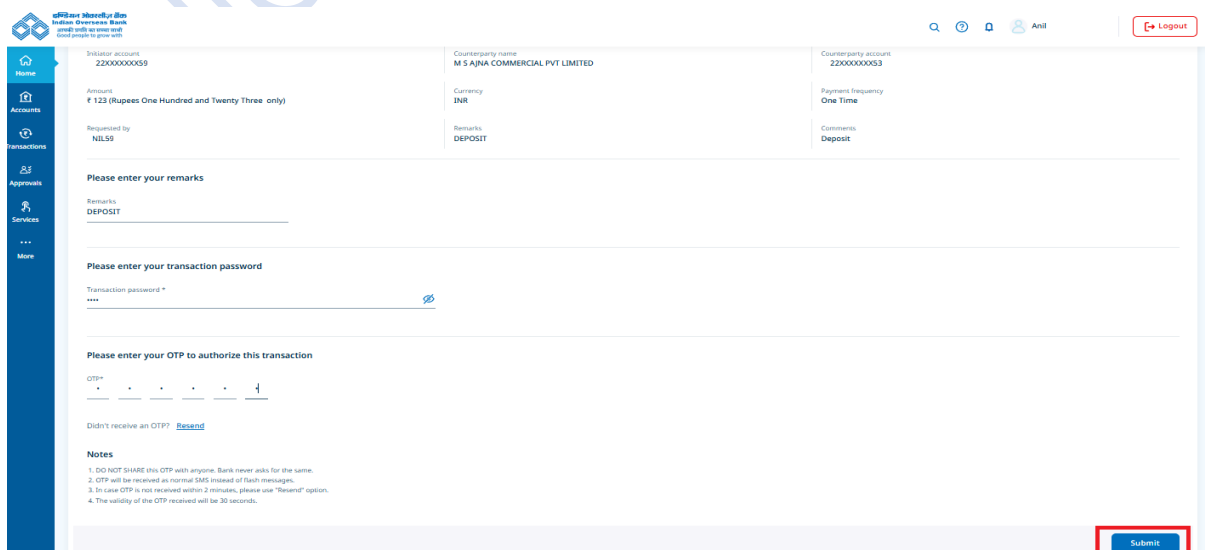 इण्डियन ओवरसीज़ बैंक
Indian Overseas Bank
आपकी प्रगति का सच्चा साथी
Good people to grow with
Anil
Logout
Home
Accounts
Transactions
Approvals
Services
More
Initiator account
22XXXXXXX59
Counterparty name
M S AJNA COMMERCIAL PVT LIMITED
Counterparty account
22XXXXXXX53
Amount
₹ 123 (Rupees One Hundred and Twenty Three only)
Currency
INR
Payment frequency
One Time
Requested by
NIL59
Remarks
DEPOSIT
Comments
Deposit
Please enter your remarks
Remarks
DEPOSIT
Please enter your transaction password
Transaction password *
••••
Please enter your OTP to authorize this transaction
OTP*
• • • • • •
Didn't receive an OTP? Resend
Notes
1. DO NOT SHARE this OTP with anyone. Bank never asks for the same.
2. OTP will be received as normal SMS instead of flash messages.
3. In case OTP is not received within 2 minutes, please use "Resend" option.
4. The validity of the OTP received will be 30 seconds.
Submit